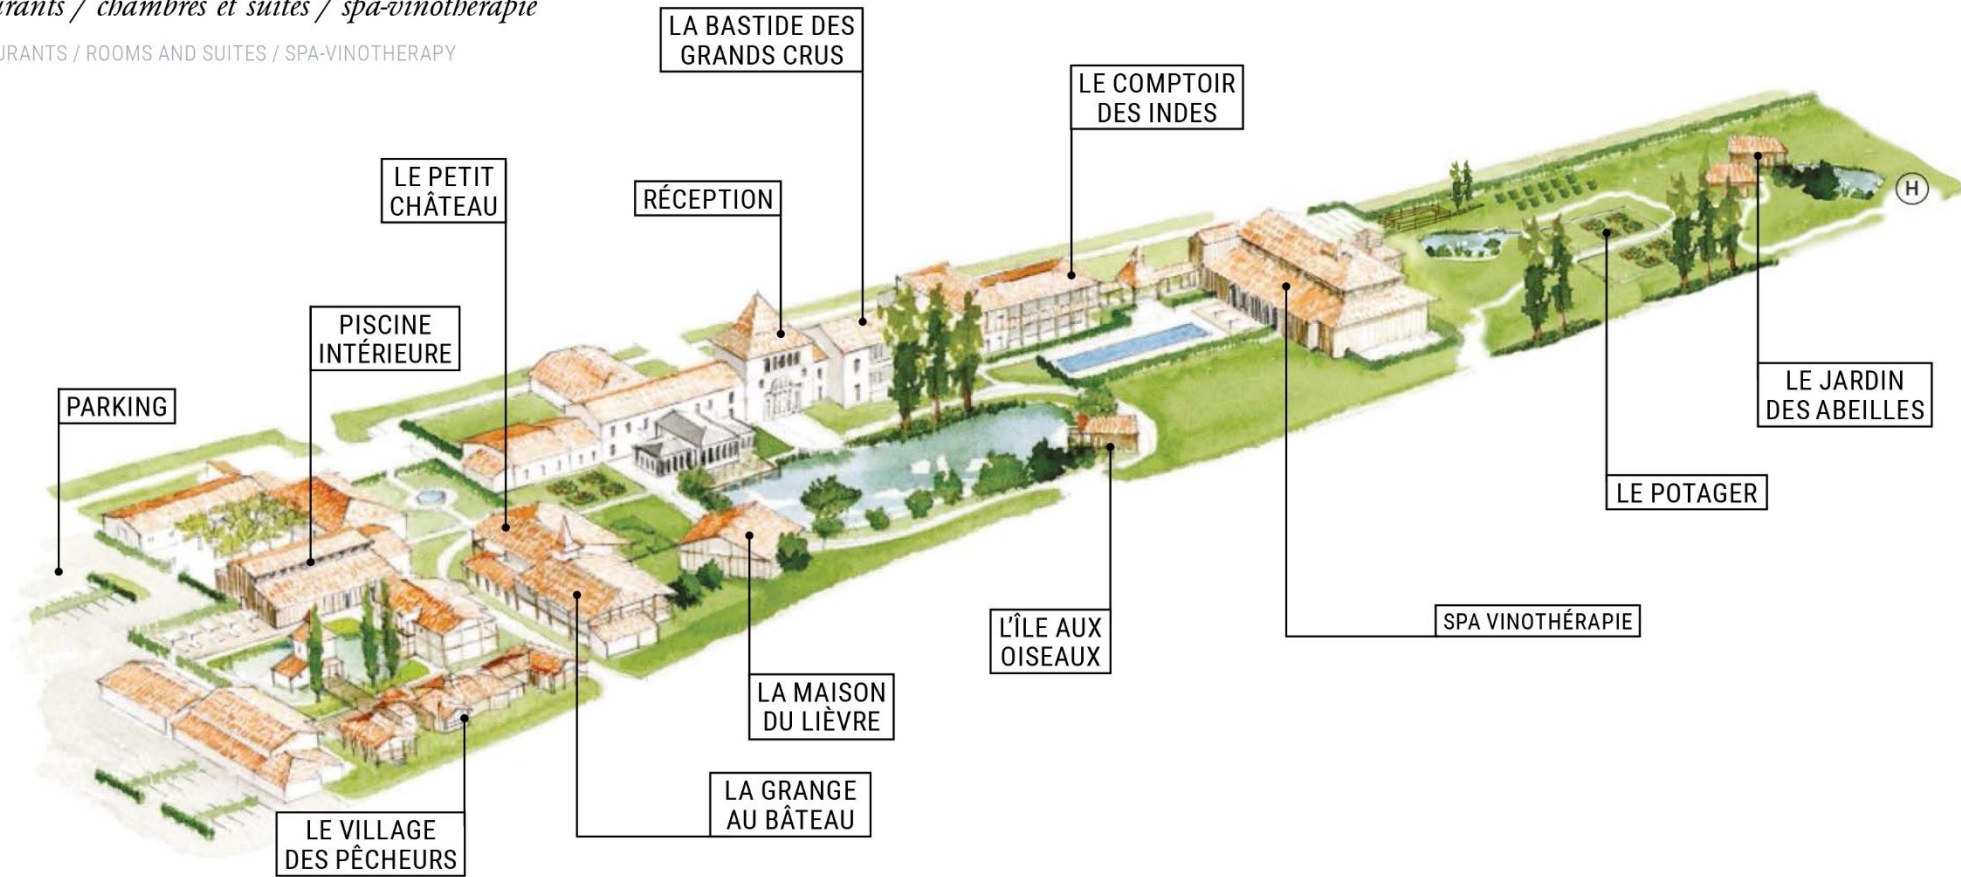 chambres et suites / spa-vinothérapie
/ ROOMS AND SUITES / SPA-VINOTHERAPY
LA BASTIDE DES
GRANDS CRUS
LE COMPTOIR
DES INDES
LE PETIT
CHÂTEAU
RÉCEPTION
H
PISCINE
INTÉRIEURE
PARKING
LE JARDIN
DES ABEILLES
LE POTAGER
L'ÎLE AUX
OISEAUX
SPA VINOTHÉRAPIE
LA MAISON
DU LIÈVRE
LA GRANGE
AU BÂTEAU
LE VILLAGE
DES PÊCHEURS